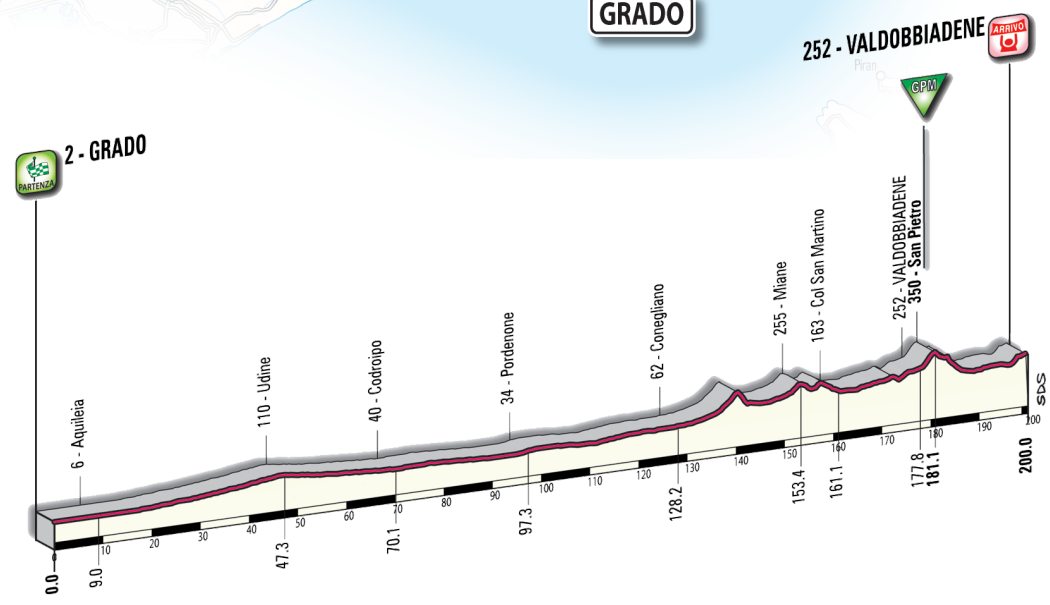 GRADO
252 - VALDOBBIADENE
ARRIVO
Piran
GPM
2 - GRADO
PARTENZA
6 - Aquileia
110 - Udine
40 - Codroipo
34 - Pordenone
62 - Conegliano
255 - Miane
163 - Col San Martino
252 - VALDOBBIADENE
350 - San Pietro
0
10
20
30
40
50
60
70
80
90
100
110
120
130
140
150
160
170
180
190
200
SDS
0.0
9.0
47.3
70.1
97.3
128.2
153.4
161.1
177.8
181.1
200.0